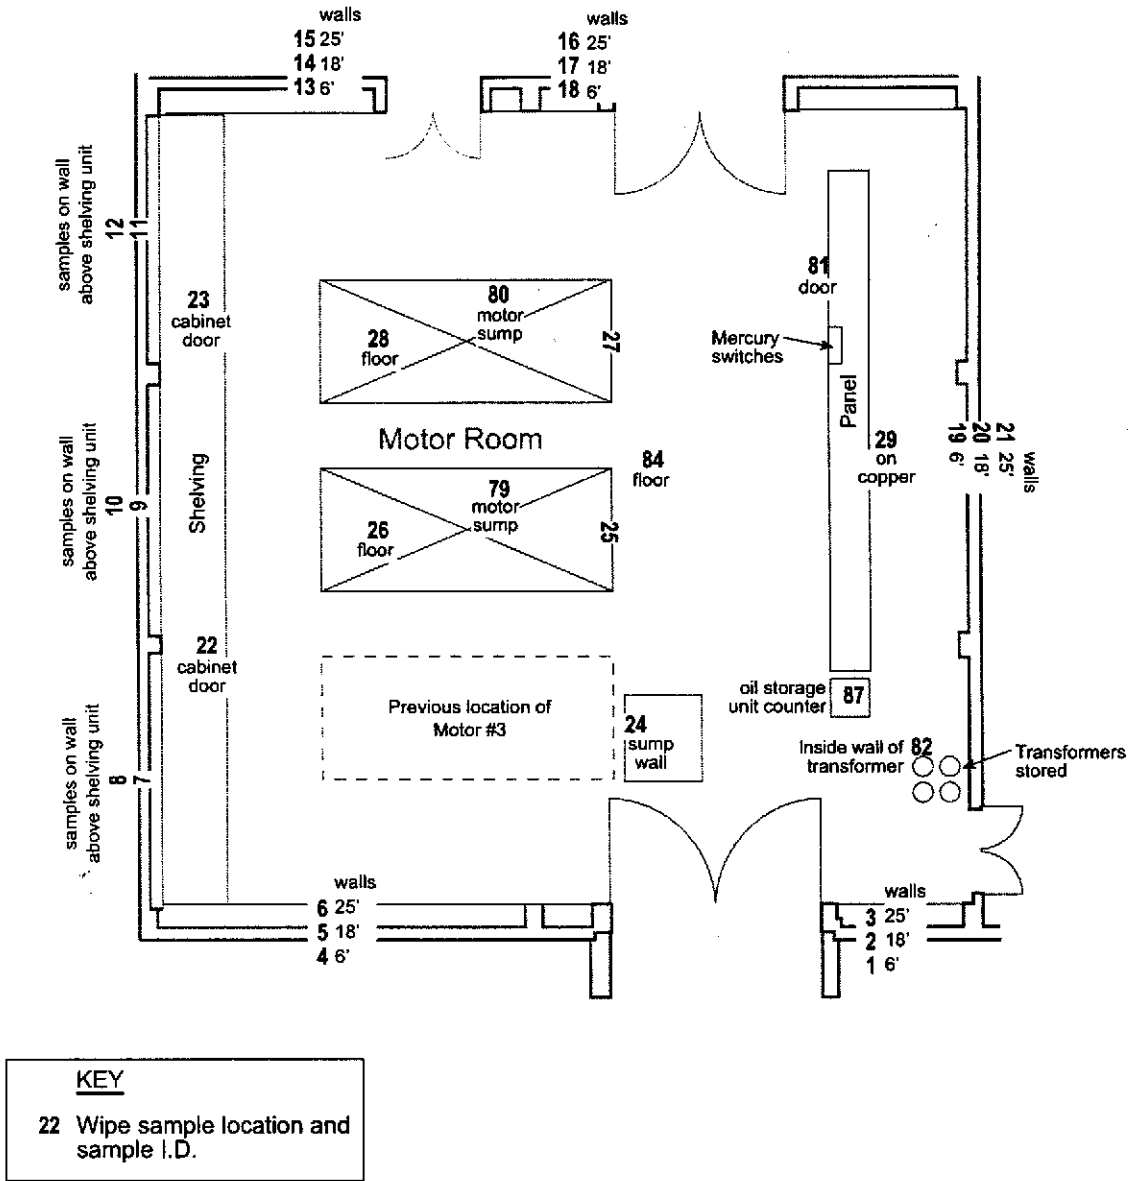 walls
15 25'
14 18'
13 6'
walls
16 25'
17 18'
18 6'
samples on wall
above shelving unit
12
11
23
cabinet
door
80
motor
sump
28
floor
27
81
door
Mercury
switches
Panel
29
on
copper
walls
21 25'
20 18'
19 6'
Motor Room
samples on wall
above shelving unit
10
9
Shelving
79
motor
sump
26
floor
25
84
floor
22
cabinet
door
Previous location of
Motor #3
24
sump
wall
oil storage
unit counter
87
Inside wall of
transformer
82
Transformers
stored
samples on wall
above shelving unit
8
7
walls
6 25'
5 18'
4 6'
walls
3 25'
2 18'
1 6'
KEY
22 Wipe sample location and
sample I.D.